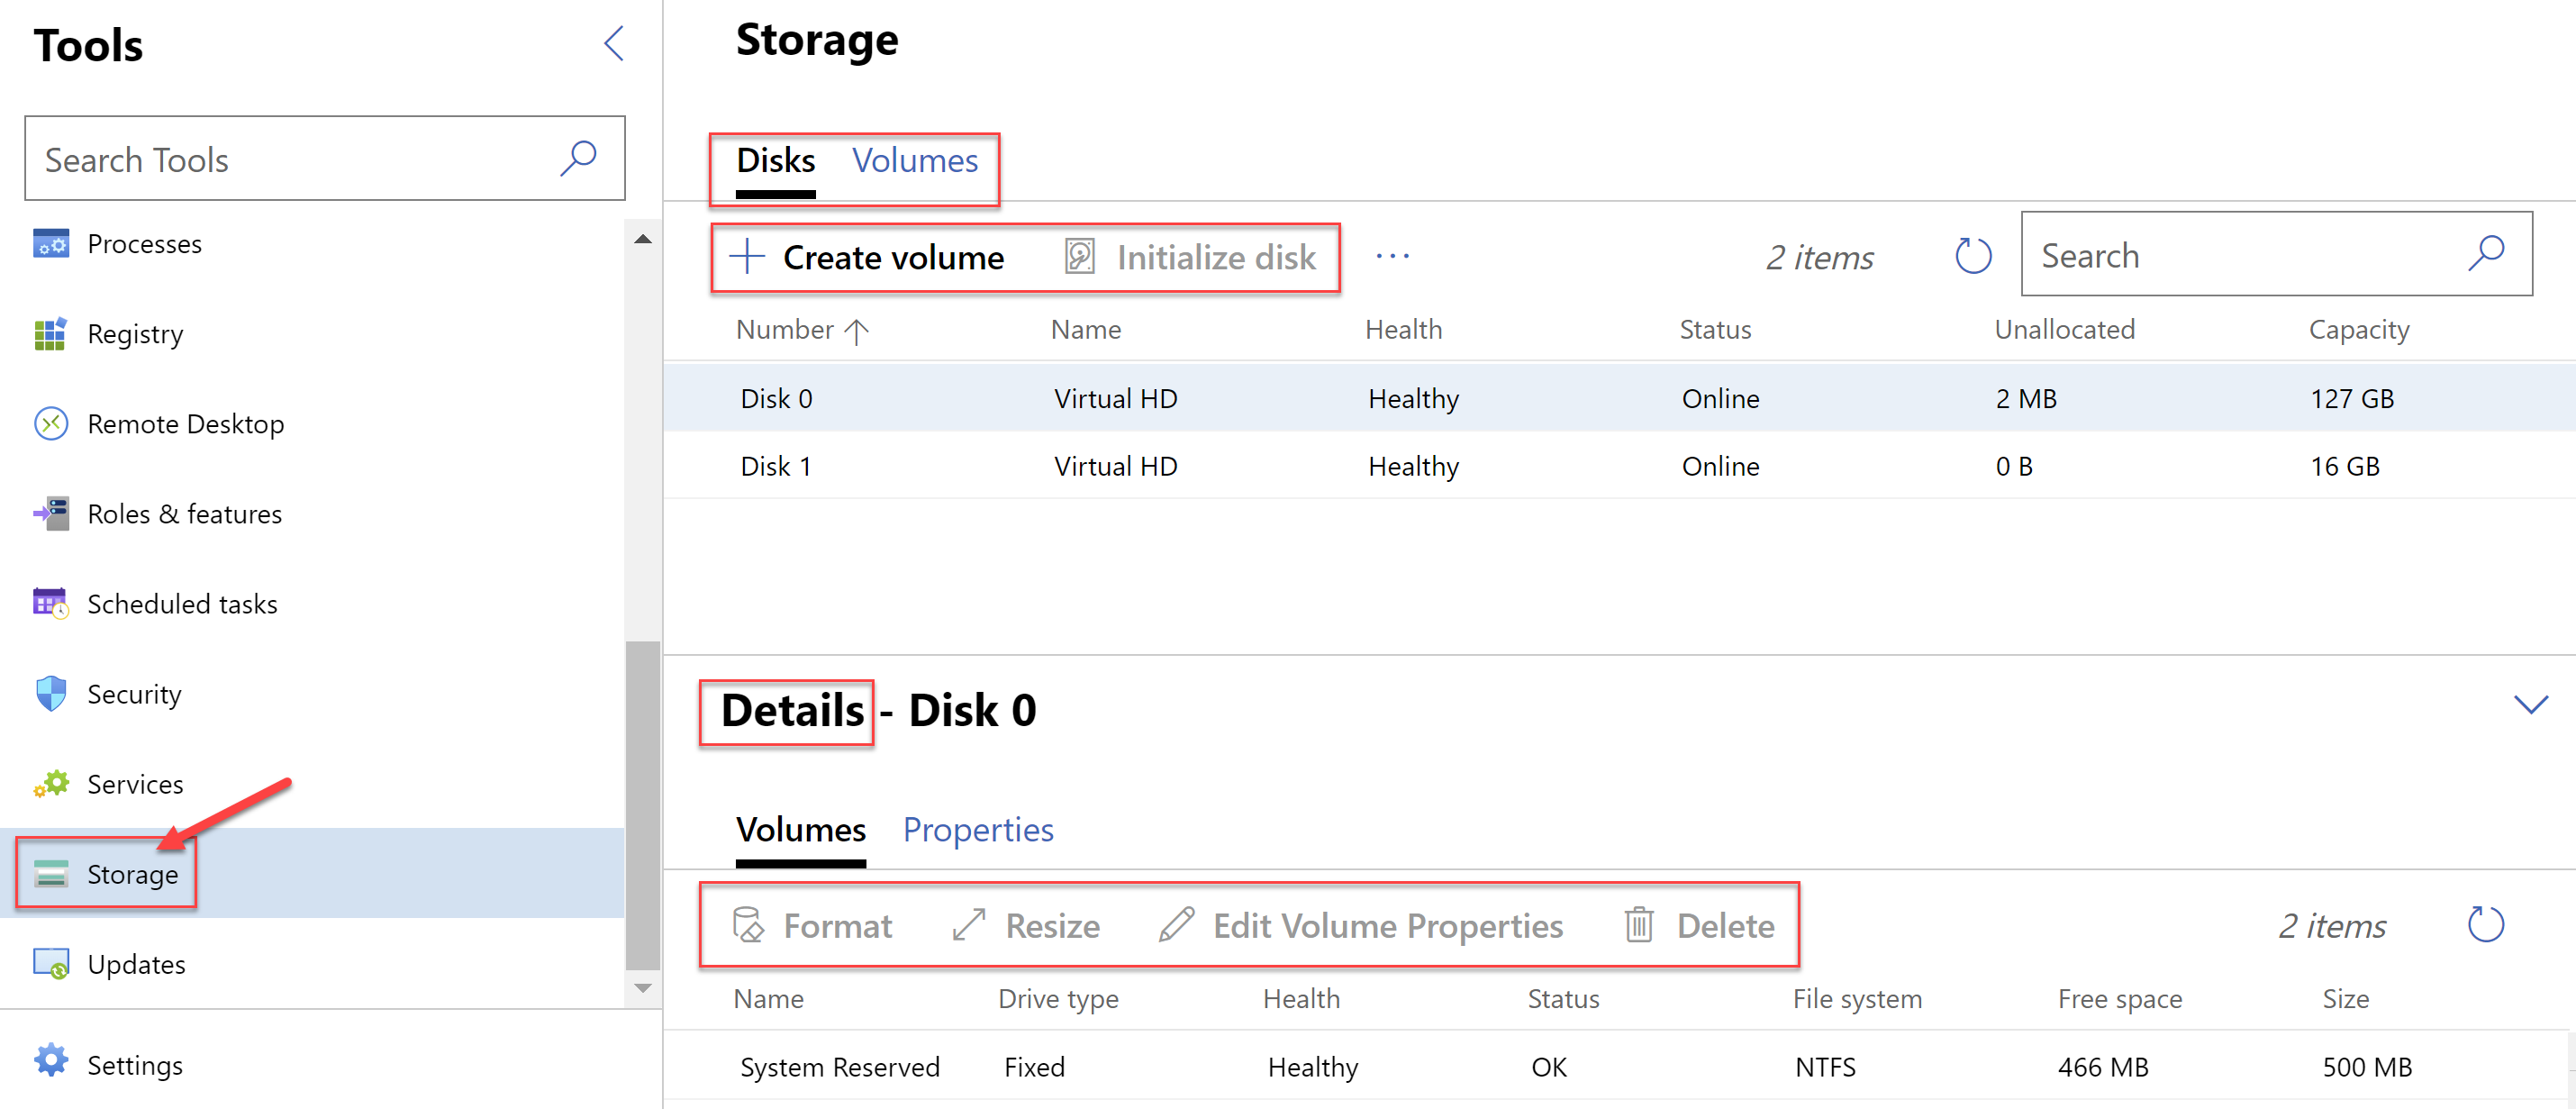 Tools
Search Tools
Processes
Registry
Remote Desktop
Roles & features
Scheduled tasks
Security
Services
Storage
Updates
Settings
Storage
Disks Volumes
Create volume Initialize disk ... 2 items Search
Number Name Health Status Unallocated Capacity
Disk 0 Virtual HD Healthy Online 2 MB 127 GB
Disk 1 Virtual HD Healthy Online 0 B 16 GB
Details - Disk 0
Volumes Properties
Format Resize Edit Volume Properties Delete 2 items
Name Drive type Health Status File system Free space Size
System Reserved Fixed Healthy OK NTFS 466 MB 500 MB